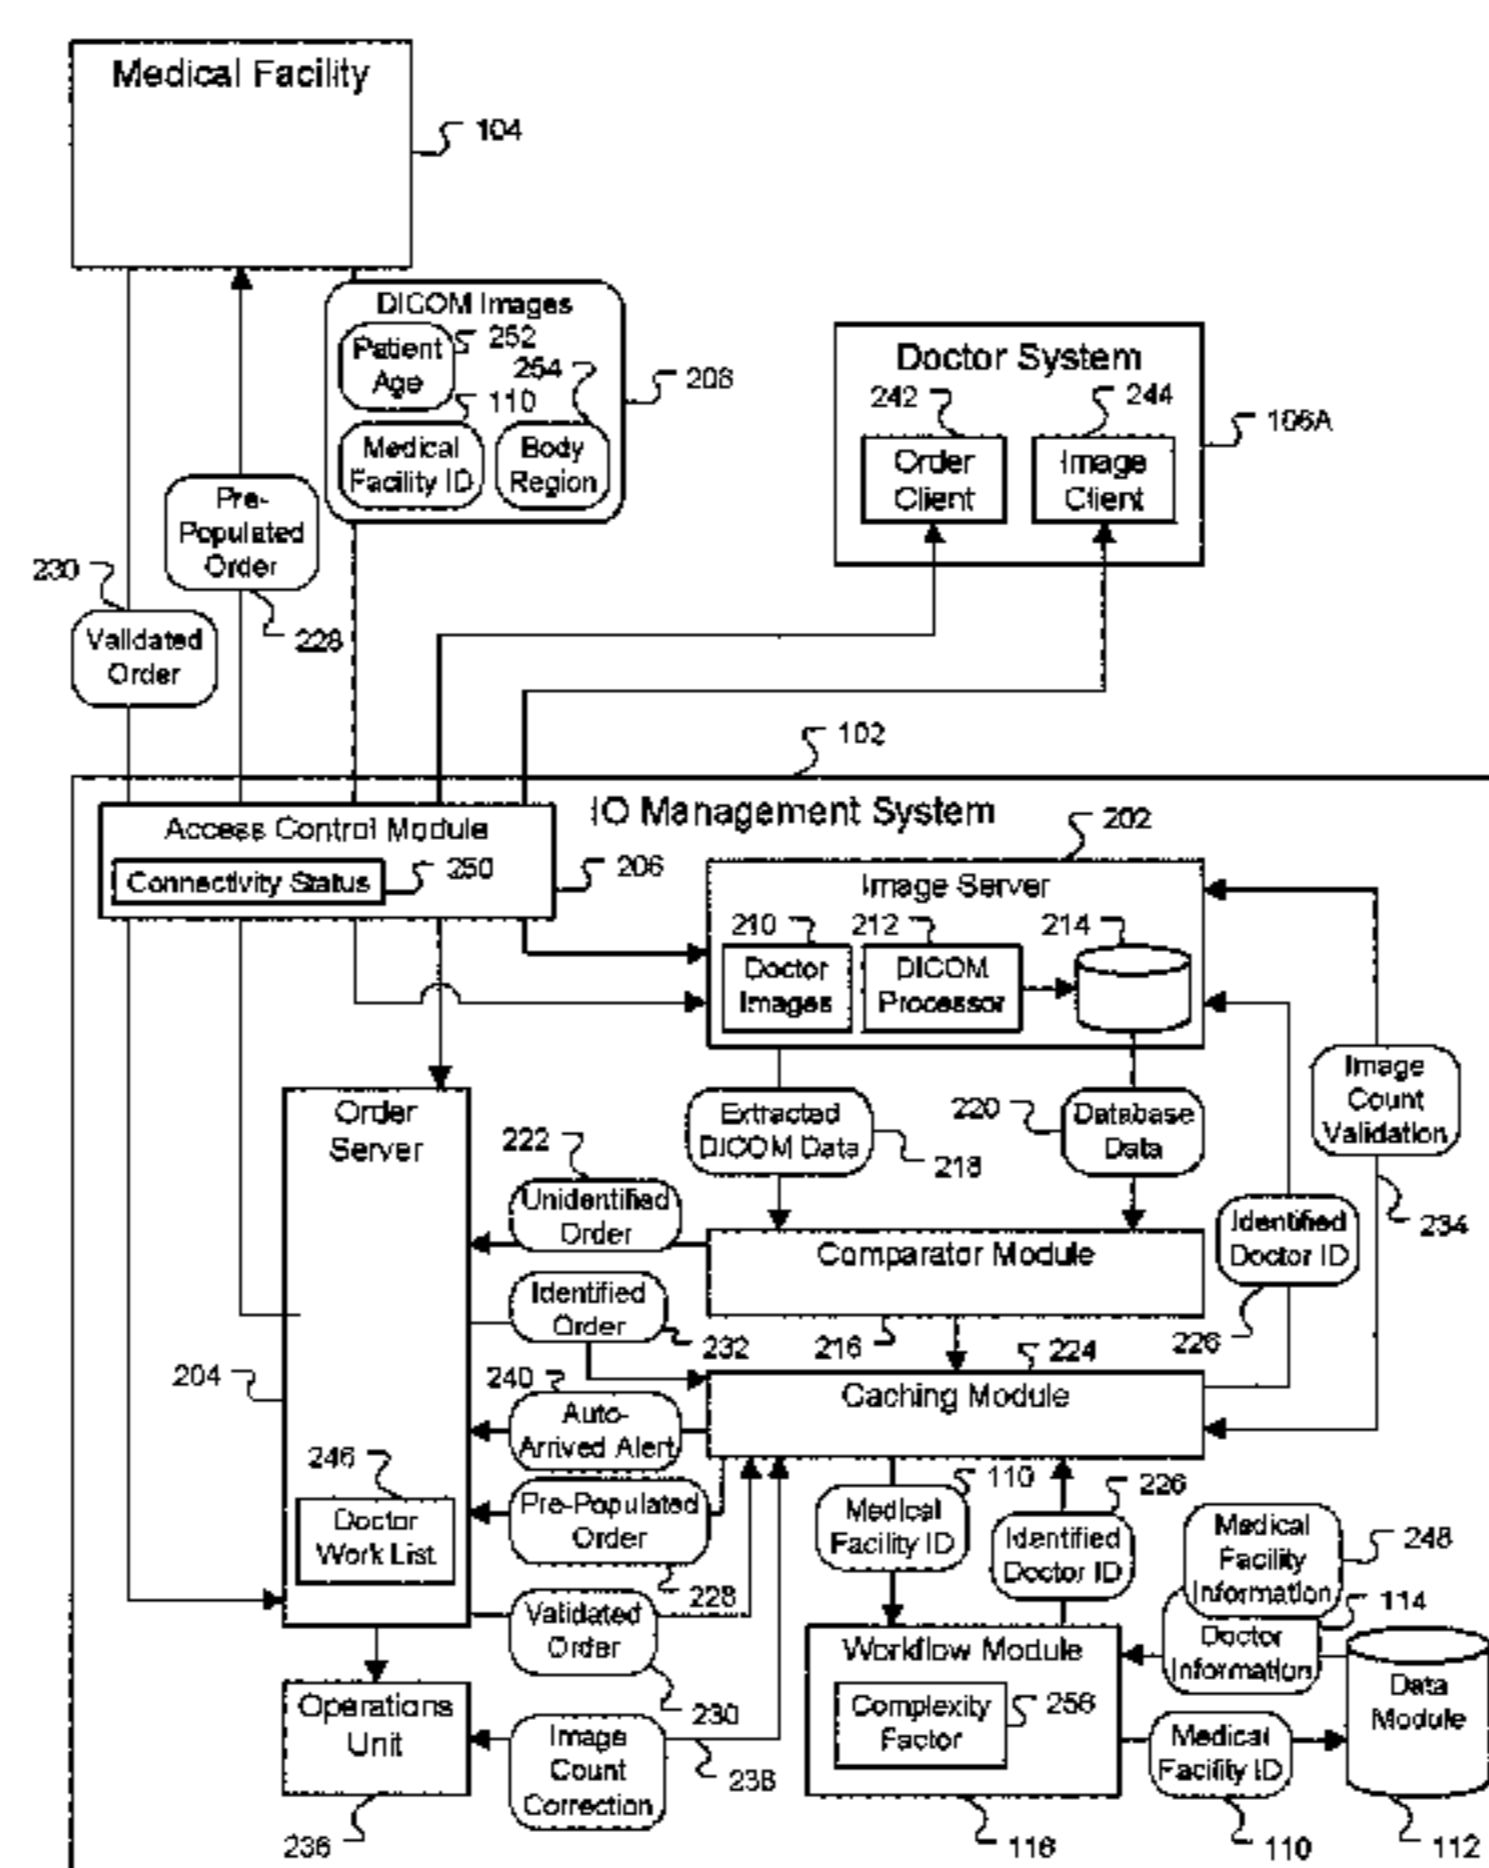 Medical Facility
104
DICOM Images
Patient
Age
252
254
110
Medical
Facility ID
Body
Region
206
Doctor System
242
244
106A
Order
Client
Image
Client
Pre-
Populated
Order
230
228
Validated
Order
102
IO Management System
Access Control Module
Connectivity Status
250
206
202
Image Server
210
212
214
Doctor
Images
DICOM
Processor
Image
Count
Validation
234
Order
Server
Extracted
DICOM Data
218
220
Database
Data
222
Unidentified
Order
Comparator Module
Identified
Doctor ID
226
Identified
Order
232
216
224
204
240
Caching Module
Auto-
Arrived Alert
246
Doctor
Work List
Pre-Populated
Order
228
110
Medical
Facility ID
226
Identified
Doctor ID
Medical
Facility
Information
248
114
Doctor
Information
Validated
Order
230
Workflow Module
Complexity
Factor
256
Data
Module
Operations
Unit
Image
Count
Correction
238
Medical
Facility ID
236
116
110
112